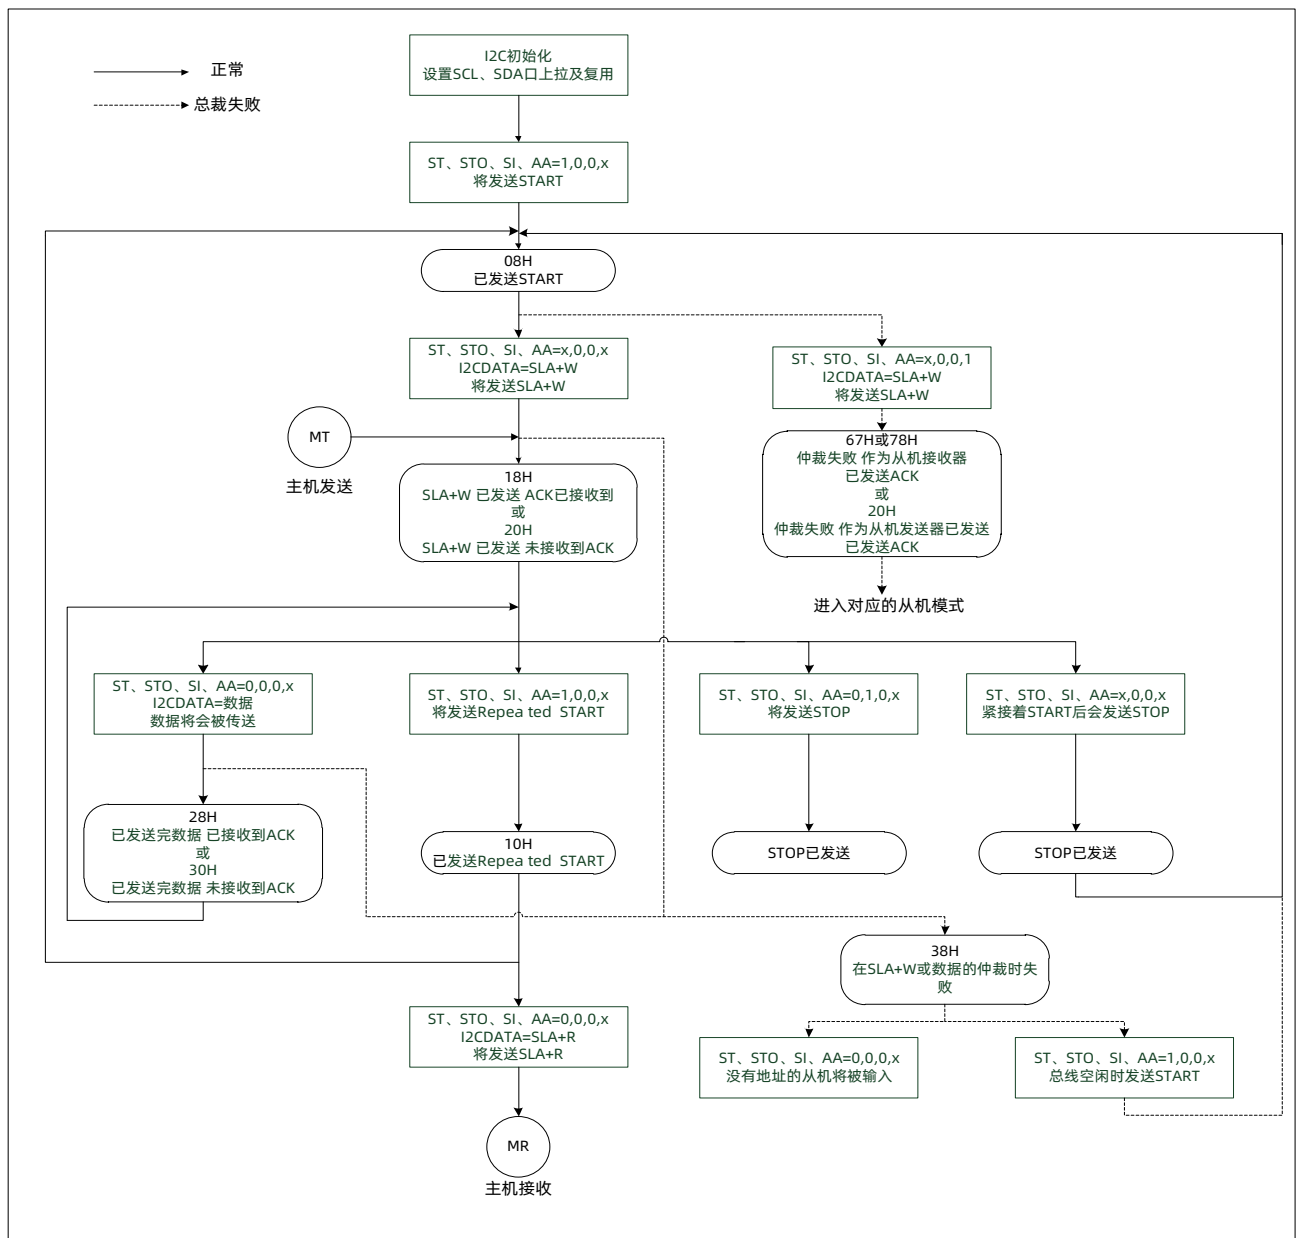 I2C初始化
设置SCL、SDA口上拉及复用
正常
总裁失败
ST、STO、SI、AA=1,0,0,x
将发送START
08H
已发送START
ST、STO、SI、AA=x,0,0,x
I2CDATA=SLA+W
将发送SLA+W
ST、STO、SI、AA=x,0,0,1
I2CDATA=SLA+W
将发送SLA+W
MT
主机发送
18H
SLA+W 已发送 ACK已接收到
或
20H
SLA+W 已发送 未接收到ACK
67H或78H
仲裁失败 作为从机接收器
已发送ACK
或
20H
仲裁失败 作为从机发送器已发送
已发送ACK
进入对应的从机模式
ST、STO、SI、AA=0,0,0,x
I2CDATA=数据
数据将会被传送
ST、STO、SI、AA=1,0,0,x
将发送Repea ted START
ST、STO、SI、AA=0,1,0,x
将发送STOP
ST、STO、SI、AA=x,0,0,x
紧接着START后会发送STOP
28H
已发送完数据 已接收到ACK
或
30H
已发送完数据 未接收到ACK
10H
已发送Repea ted START
STOP已发送
STOP已发送
38H
在SLA+W或数据的仲裁时失
败
ST、STO、SI、AA=0,0,0,x
I2CDATA=SLA+R
将发送SLA+R
ST、STO、SI、AA=0,0,0,x
没有地址的从机将被输入
ST、STO、SI、AA=1,0,0,x
总线空闲时发送START
MR
主机接收